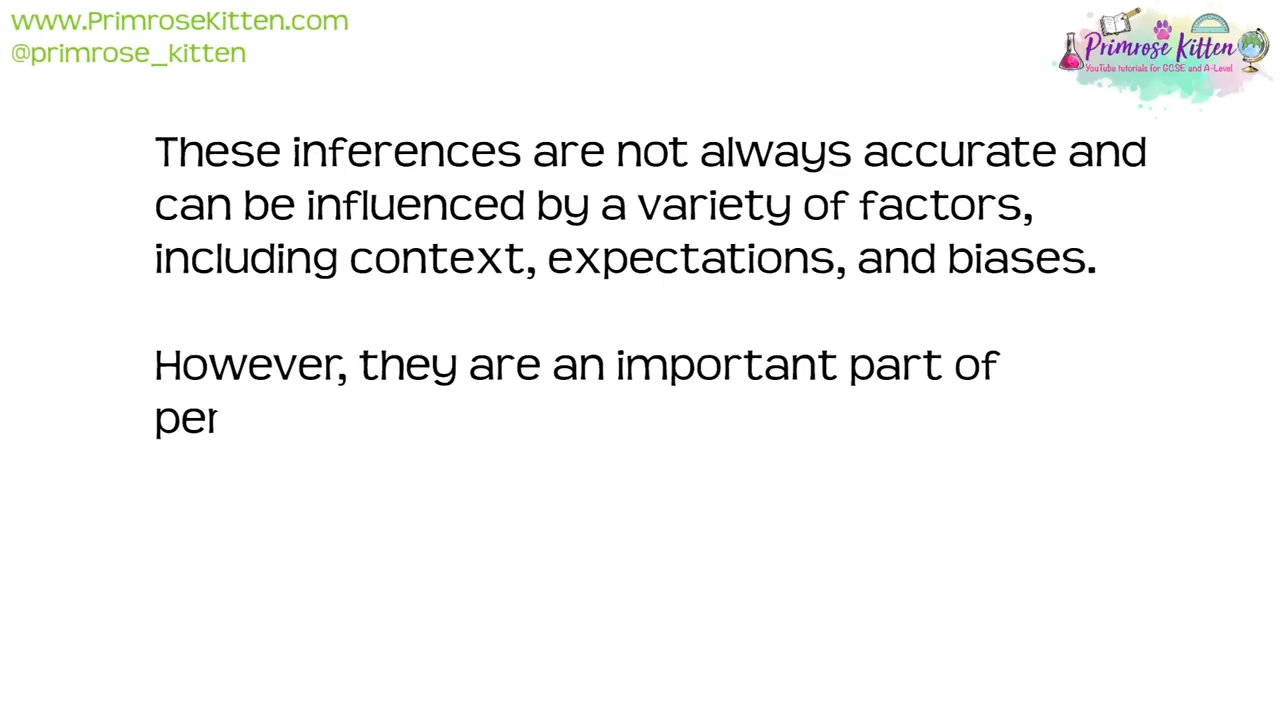 www.PrimroseKitten.com
@primrose_kitten
Primrose Kitten
YouTube tutorials for GCSE and A-Level
These inferences are not always accurate and
can be influenced by a variety of factors,
including context, expectations, and biases.
However, they are an important part of
per